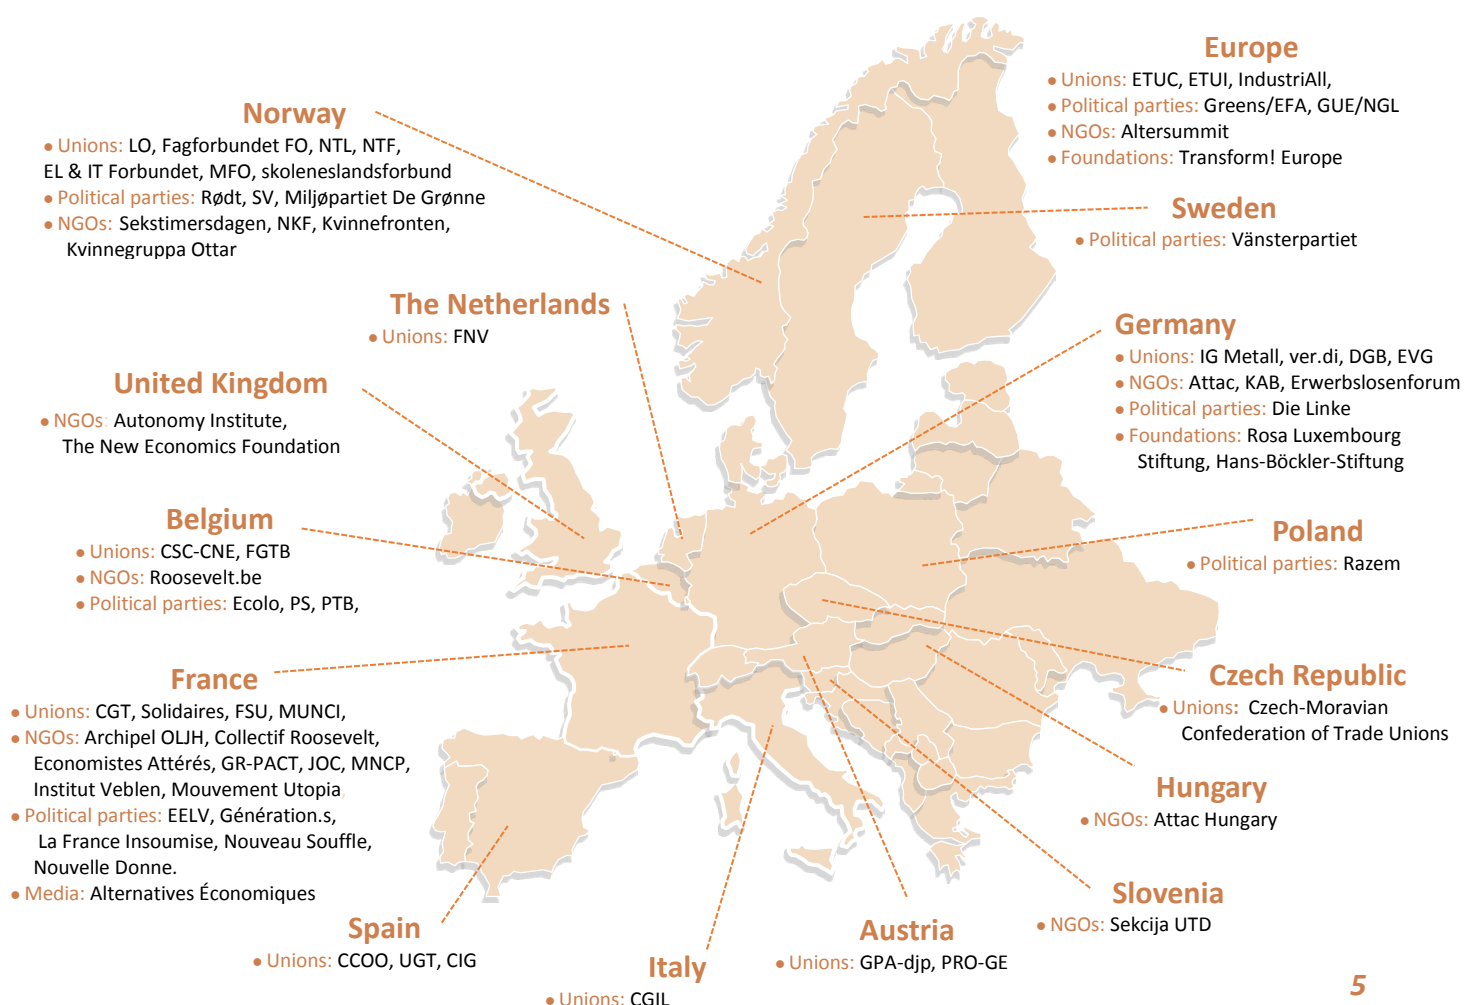 Europe
• Unions: ETUC, ETUI, IndustriAll,
• Political parties: Greens/EFA, GUE/NGL
• NGOs: Altersummit
• Foundations: Transform! Europe
Norway
• Unions: LO, Fagforbundet FO, NTL, NTF,
EL & IT Forbundet, MFO, skoleneslandsforbund
• Political parties: Rødt, SV, Miljøpartiet De Grønne
• NGOs: Sekstimersdagen, NKF, Kvinnefronten,
Kvinnegruppa Ottar
Sweden
• Political parties: Vänsterpartiet
The Netherlands
• Unions: FNV
Germany
• Unions: IG Metall, ver.di, DGB, EVG
• NGOs: Attac, KAB, Erwerbslosenforum
• Political parties: Die Linke
• Foundations: Rosa Luxembourg
Stiftung, Hans-Böckler-Stiftung
United Kingdom
• NGOs: Autonomy Institute,
The New Economics Foundation
Belgium
• Unions: CSC-CNE, FGTB
• NGOs: Roosevelt.be
• Political parties: Ecolo, PS, PTB,
Poland
• Political parties: Razem
France
• Unions: CGT, Solidaires, FSU, MUNCI,
• NGOs: Archipel OLJH, Collectif Roosevelt,
Economistes Attérés, GR-PACT, JOC, MNCP,
Institut Veblen, Mouvement Utopia,
• Political parties: EELV, Génération.s,
La France Insoumise, Nouveau Souffle,
Nouvelle Donne.
• Media: Alternatives Économiques
Czech Republic
• Unions: Czech-Moravian
Confederation of Trade Unions
Hungary
• NGOs: Attac Hungary
Slovenia
• NGOs: Sekcija UTD
Spain
• Unions: CCOO, UGT, CIG
Italy
• Unions: CGIL
Austria
• Unions: GPA-djp, PRO-GE
5